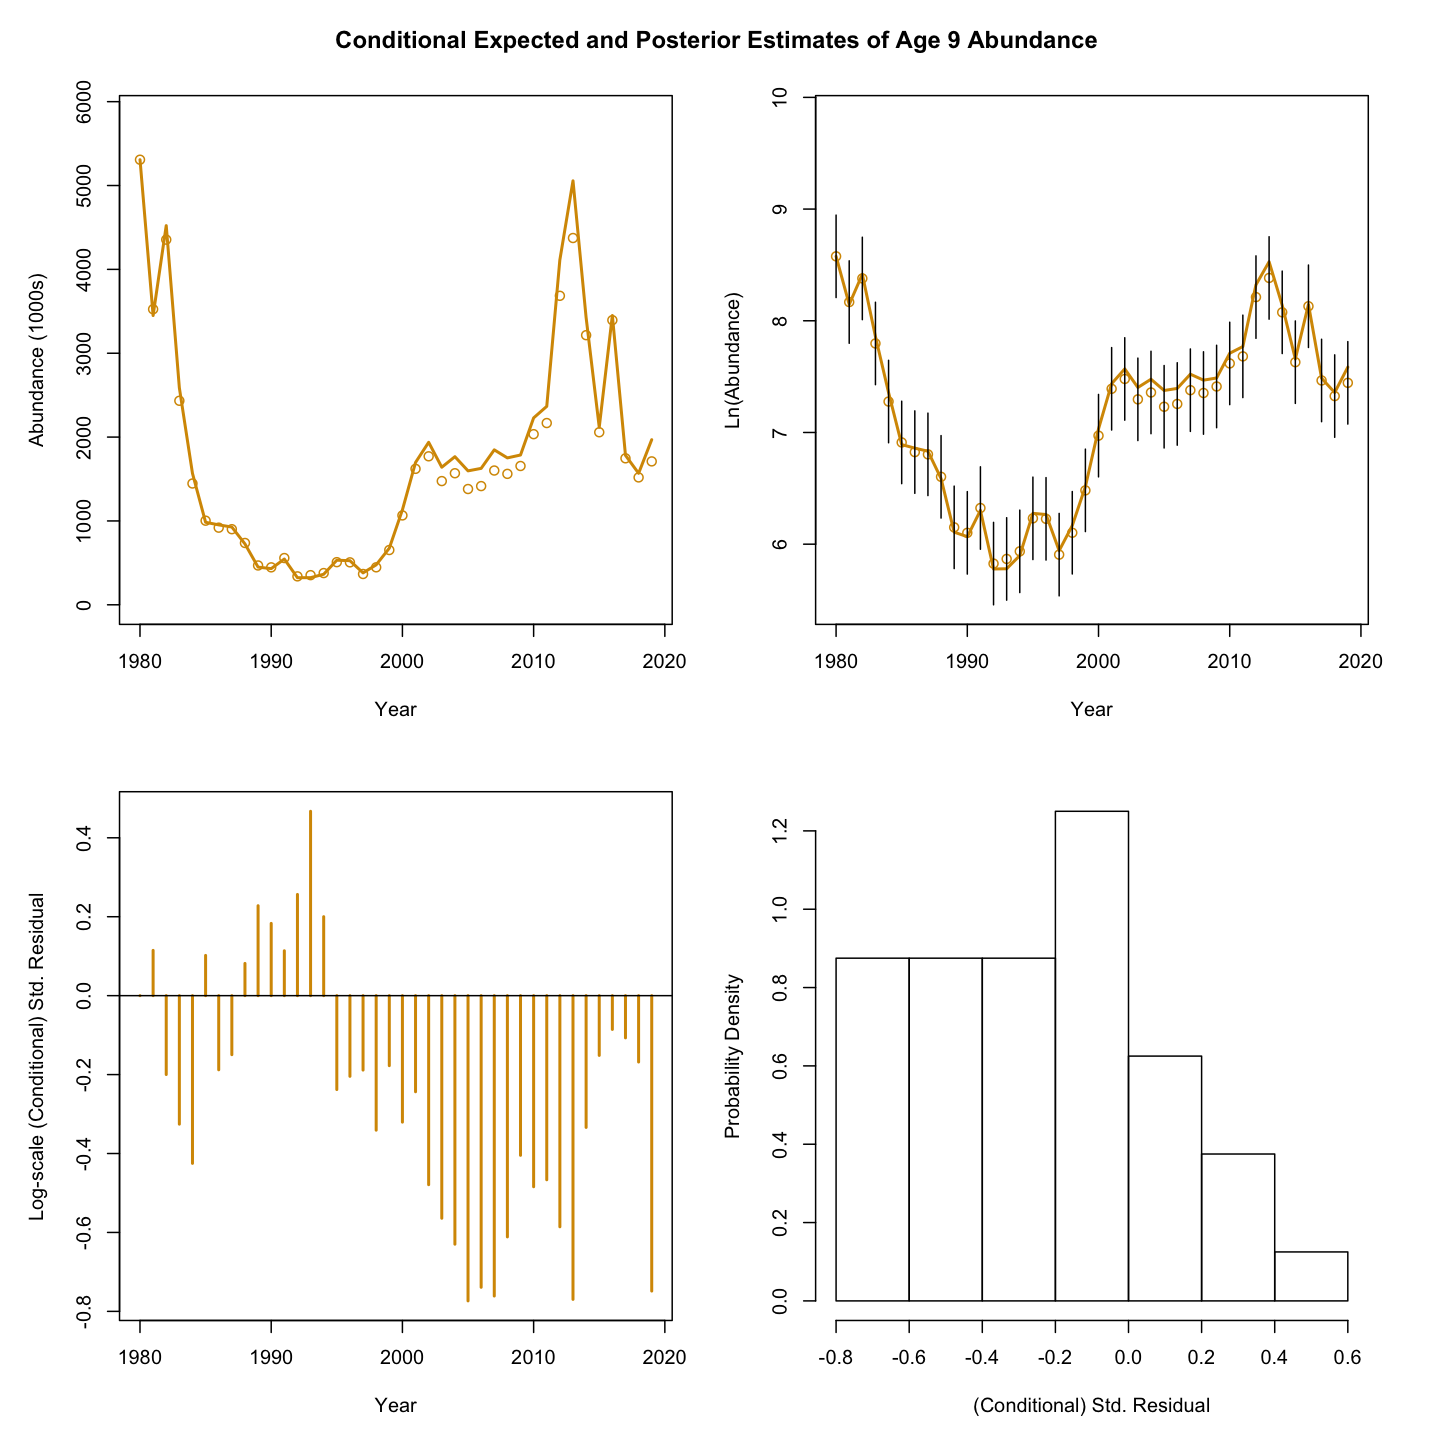 Conditional Expected and Posterior Estimates of Age 9 Abundance
Abundance (1000s)
6000
5000
4000
3000
2000
1000
0
1980 1990 2000 2010 2020
Year
Ln(Abundance)
10
9
8
7
6
1980 1990 2000 2010 2020
Year
Log-scale (Conditional) Std. Residual
0.4
0.2
0.0
-0.2
-0.4
-0.6
-0.8
1980 1990 2000 2010 2020
Year
Probability Density
1.2
1.0
0.8
0.6
0.4
0.2
0.0
-0.8 -0.6 -0.4 -0.2 0.0 0.2 0.4 0.6
(Conditional) Std. Residual